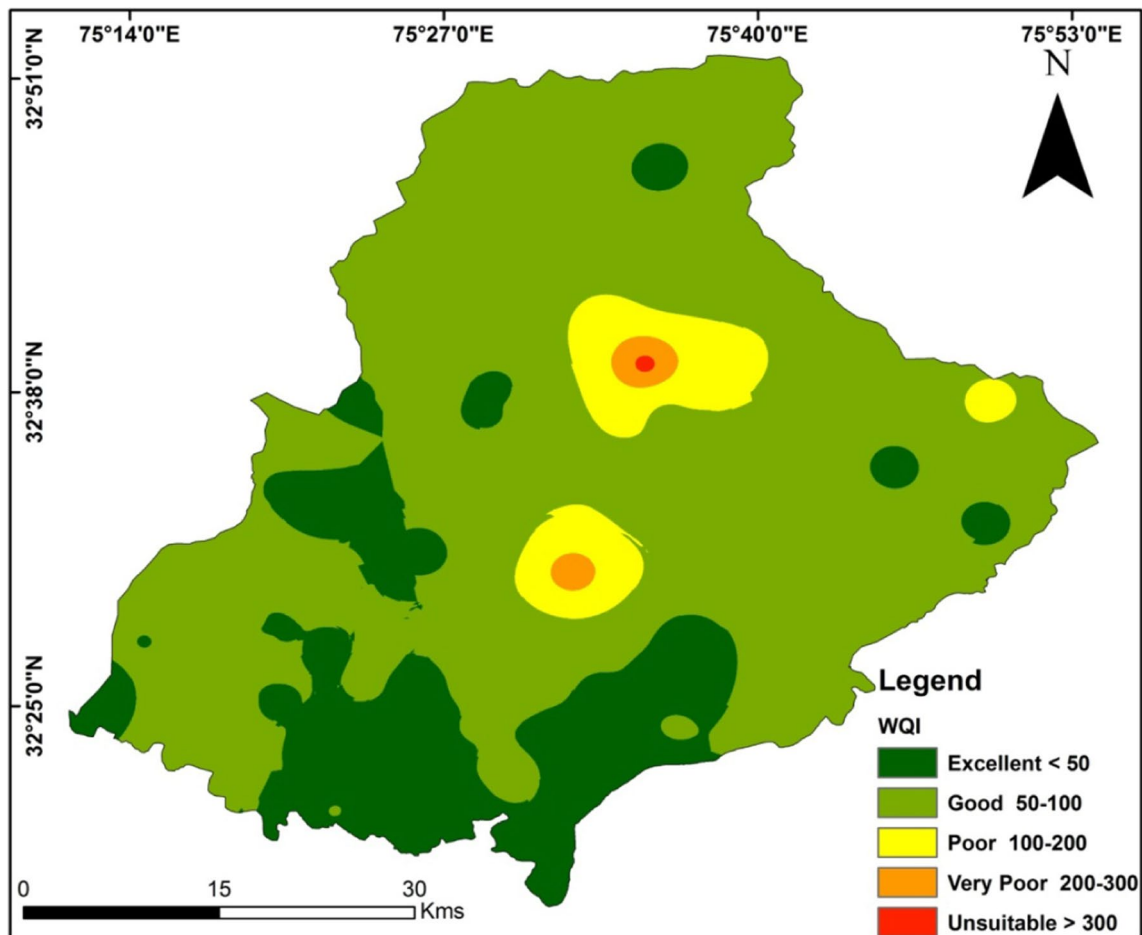 75°14'0"E 75°27'0"E 75°40'0"E 75°53'0"E
32°51'0"N
N
32°38'0"N
32°25'0"N
Legend
WQI
Excellent < 50
Good 50-100
Poor 100-200
Very Poor 200-300
Unsuitable > 300
0 15 30
Kms